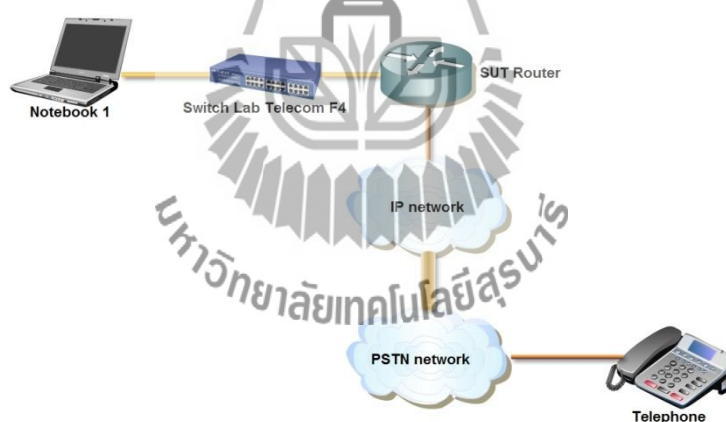 Notebook 1
Switch Lab Telecom F4
SUT Router
IP network
มหาวิทยาลัยเทคโนโลยีสุรนารี
PSTN network
Telephone